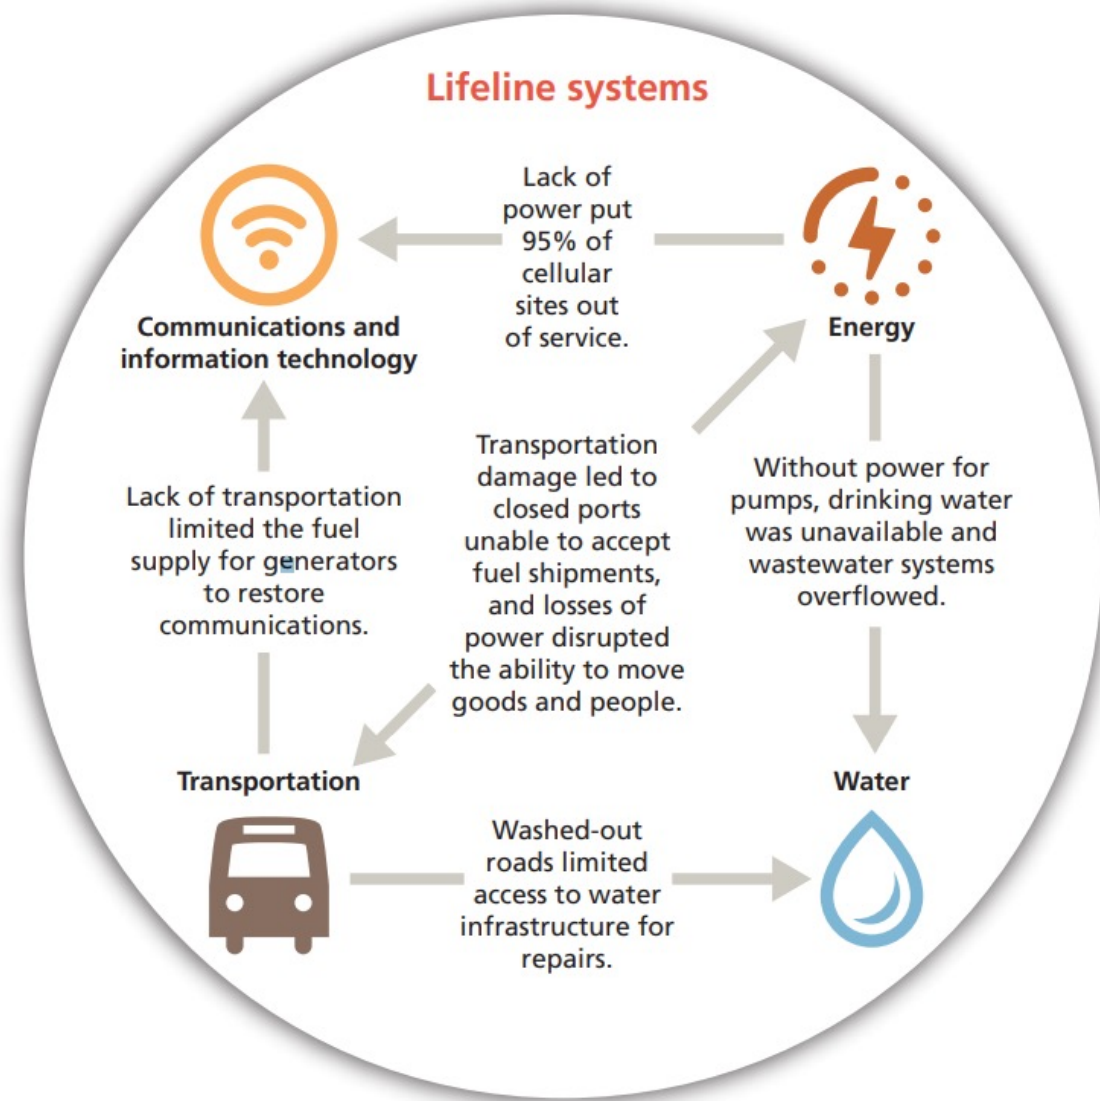 Lifeline systems
Lack of
power put
95% of
cellular
sites out
of service.
Communications and
information technology
Energy
Lack of transportation
limited the fuel
supply for generators
to restore
communications.
Transportation
damage led to
closed ports
unable to accept
fuel shipments,
and losses of
power disrupted
the ability to move
goods and people.
Without power for
pumps, drinking water
was unavailable and
wastewater systems
overflowed.
Transportation
Water
Washed-out
roads limited
access to water
infrastructure for
repairs.